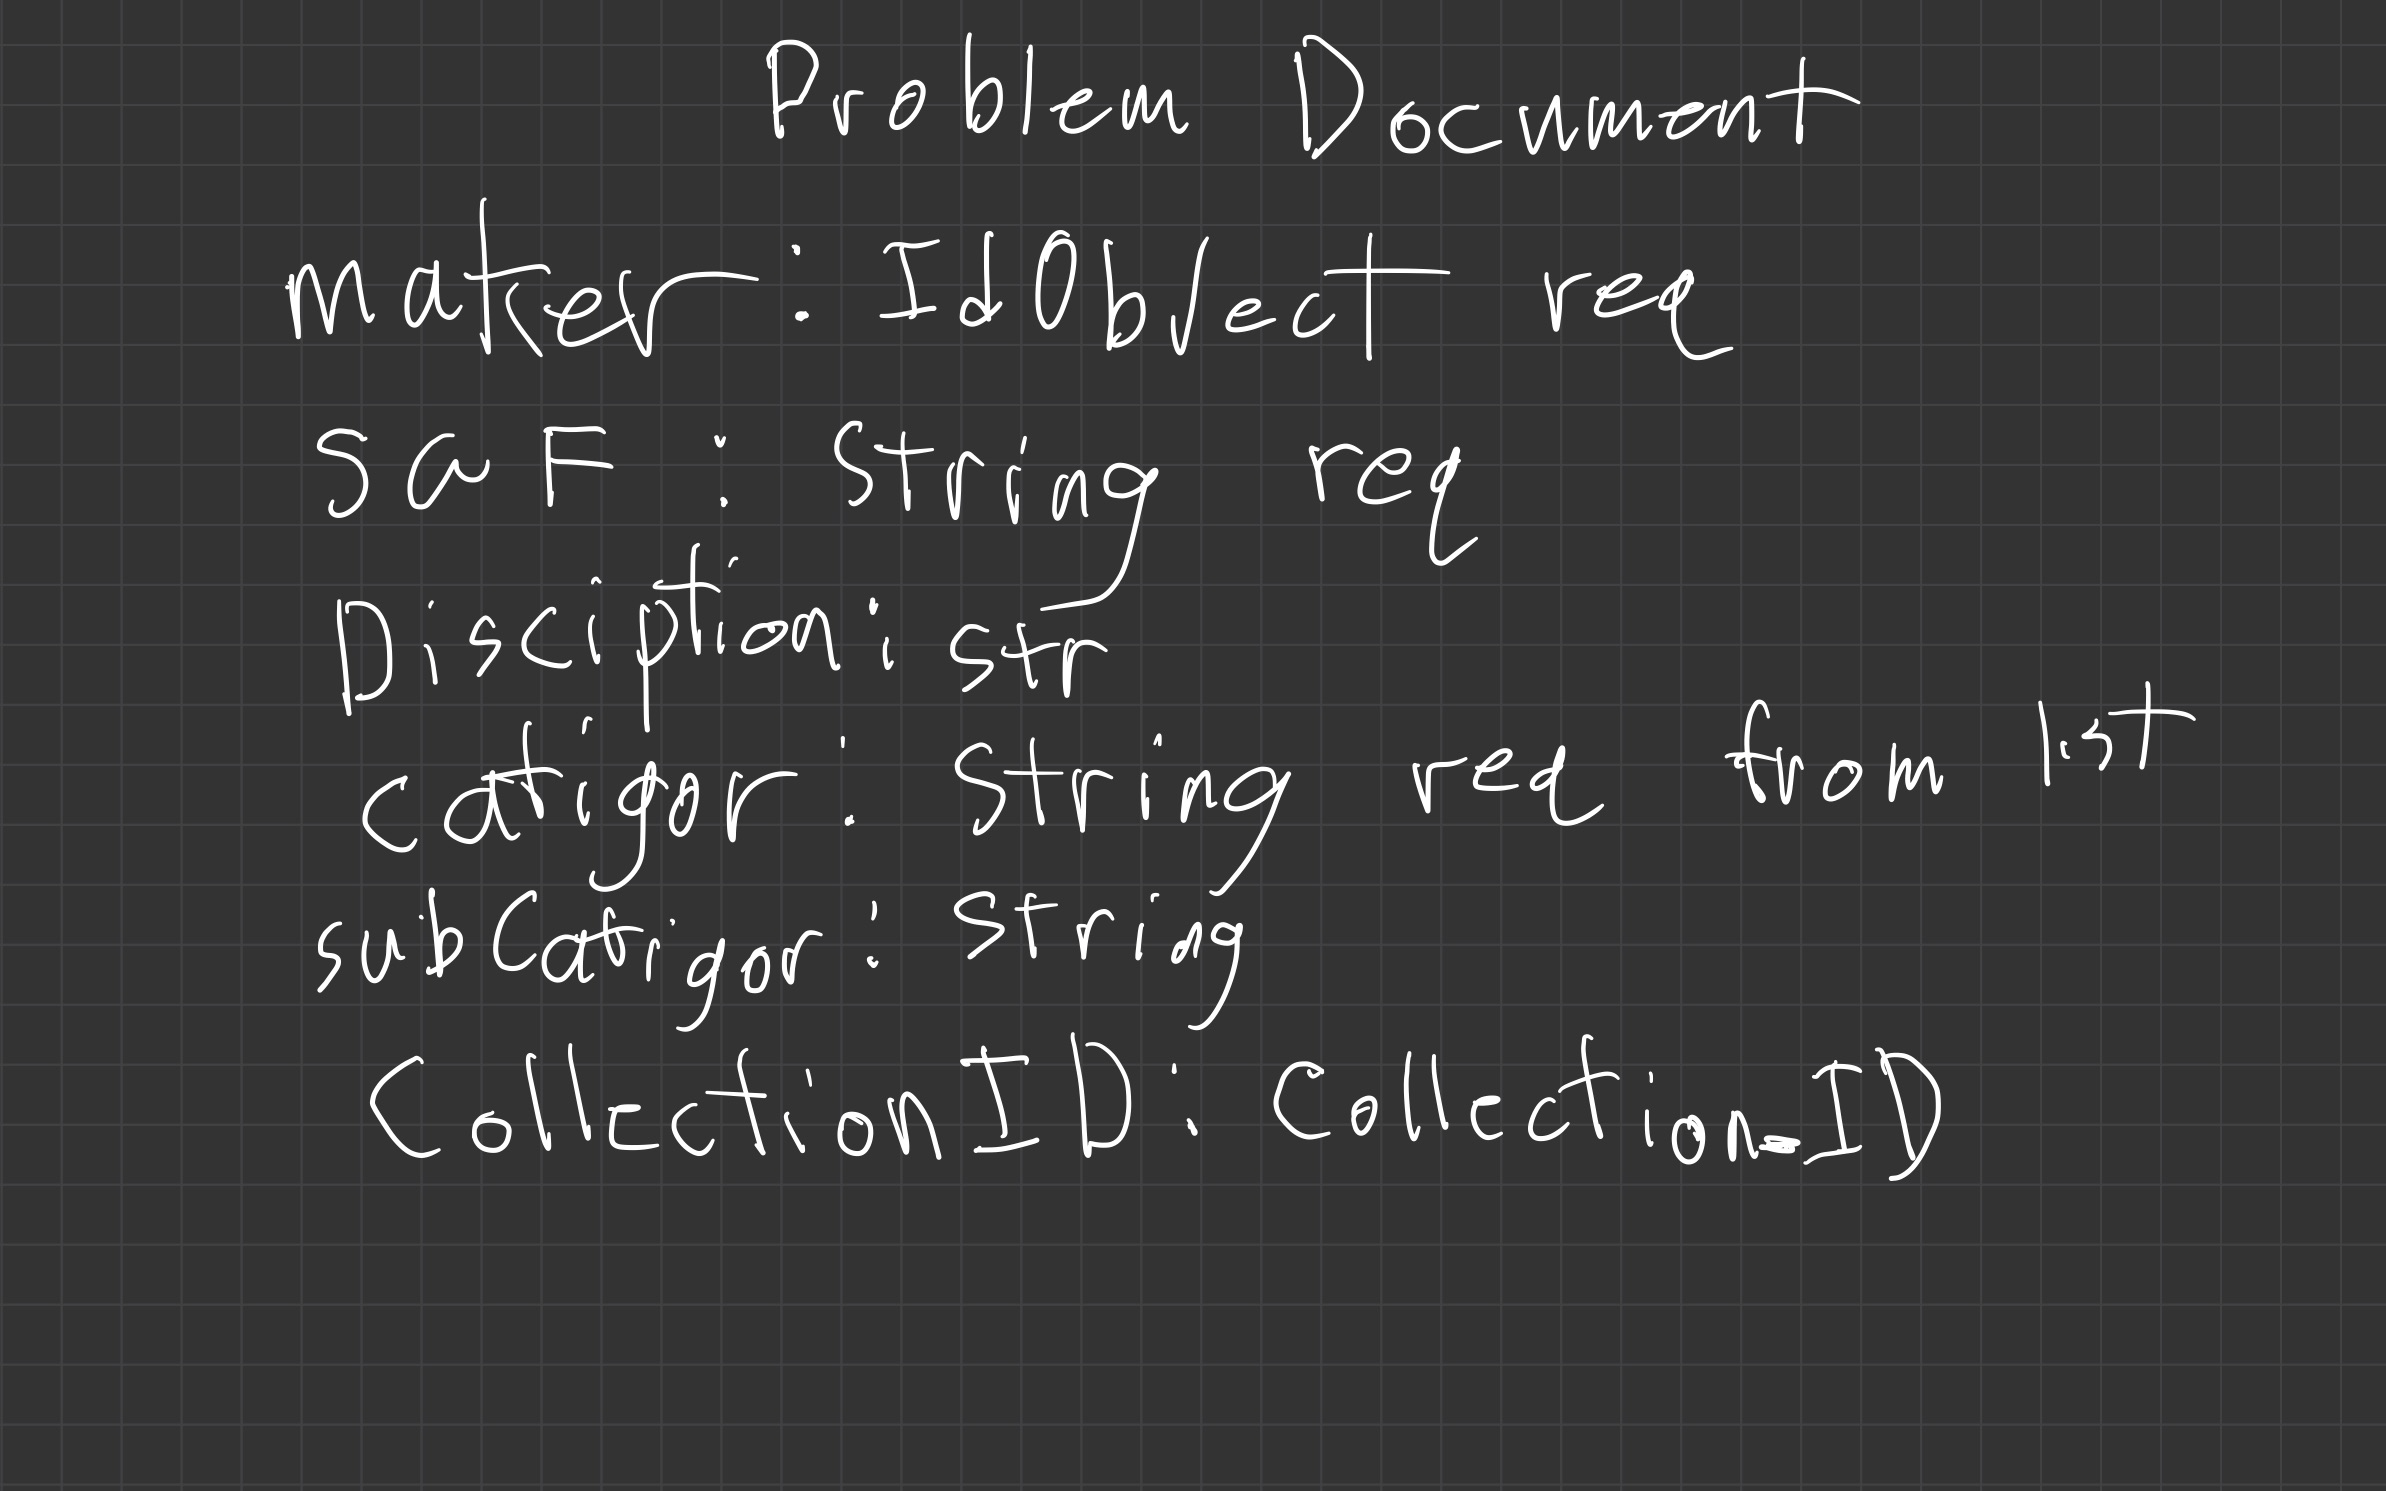 Problem Document
maker : IdObject req
SaF : String req
Disciption : str
catigor : String req from list
subCatigor : String
CollectionID : Collection_ID